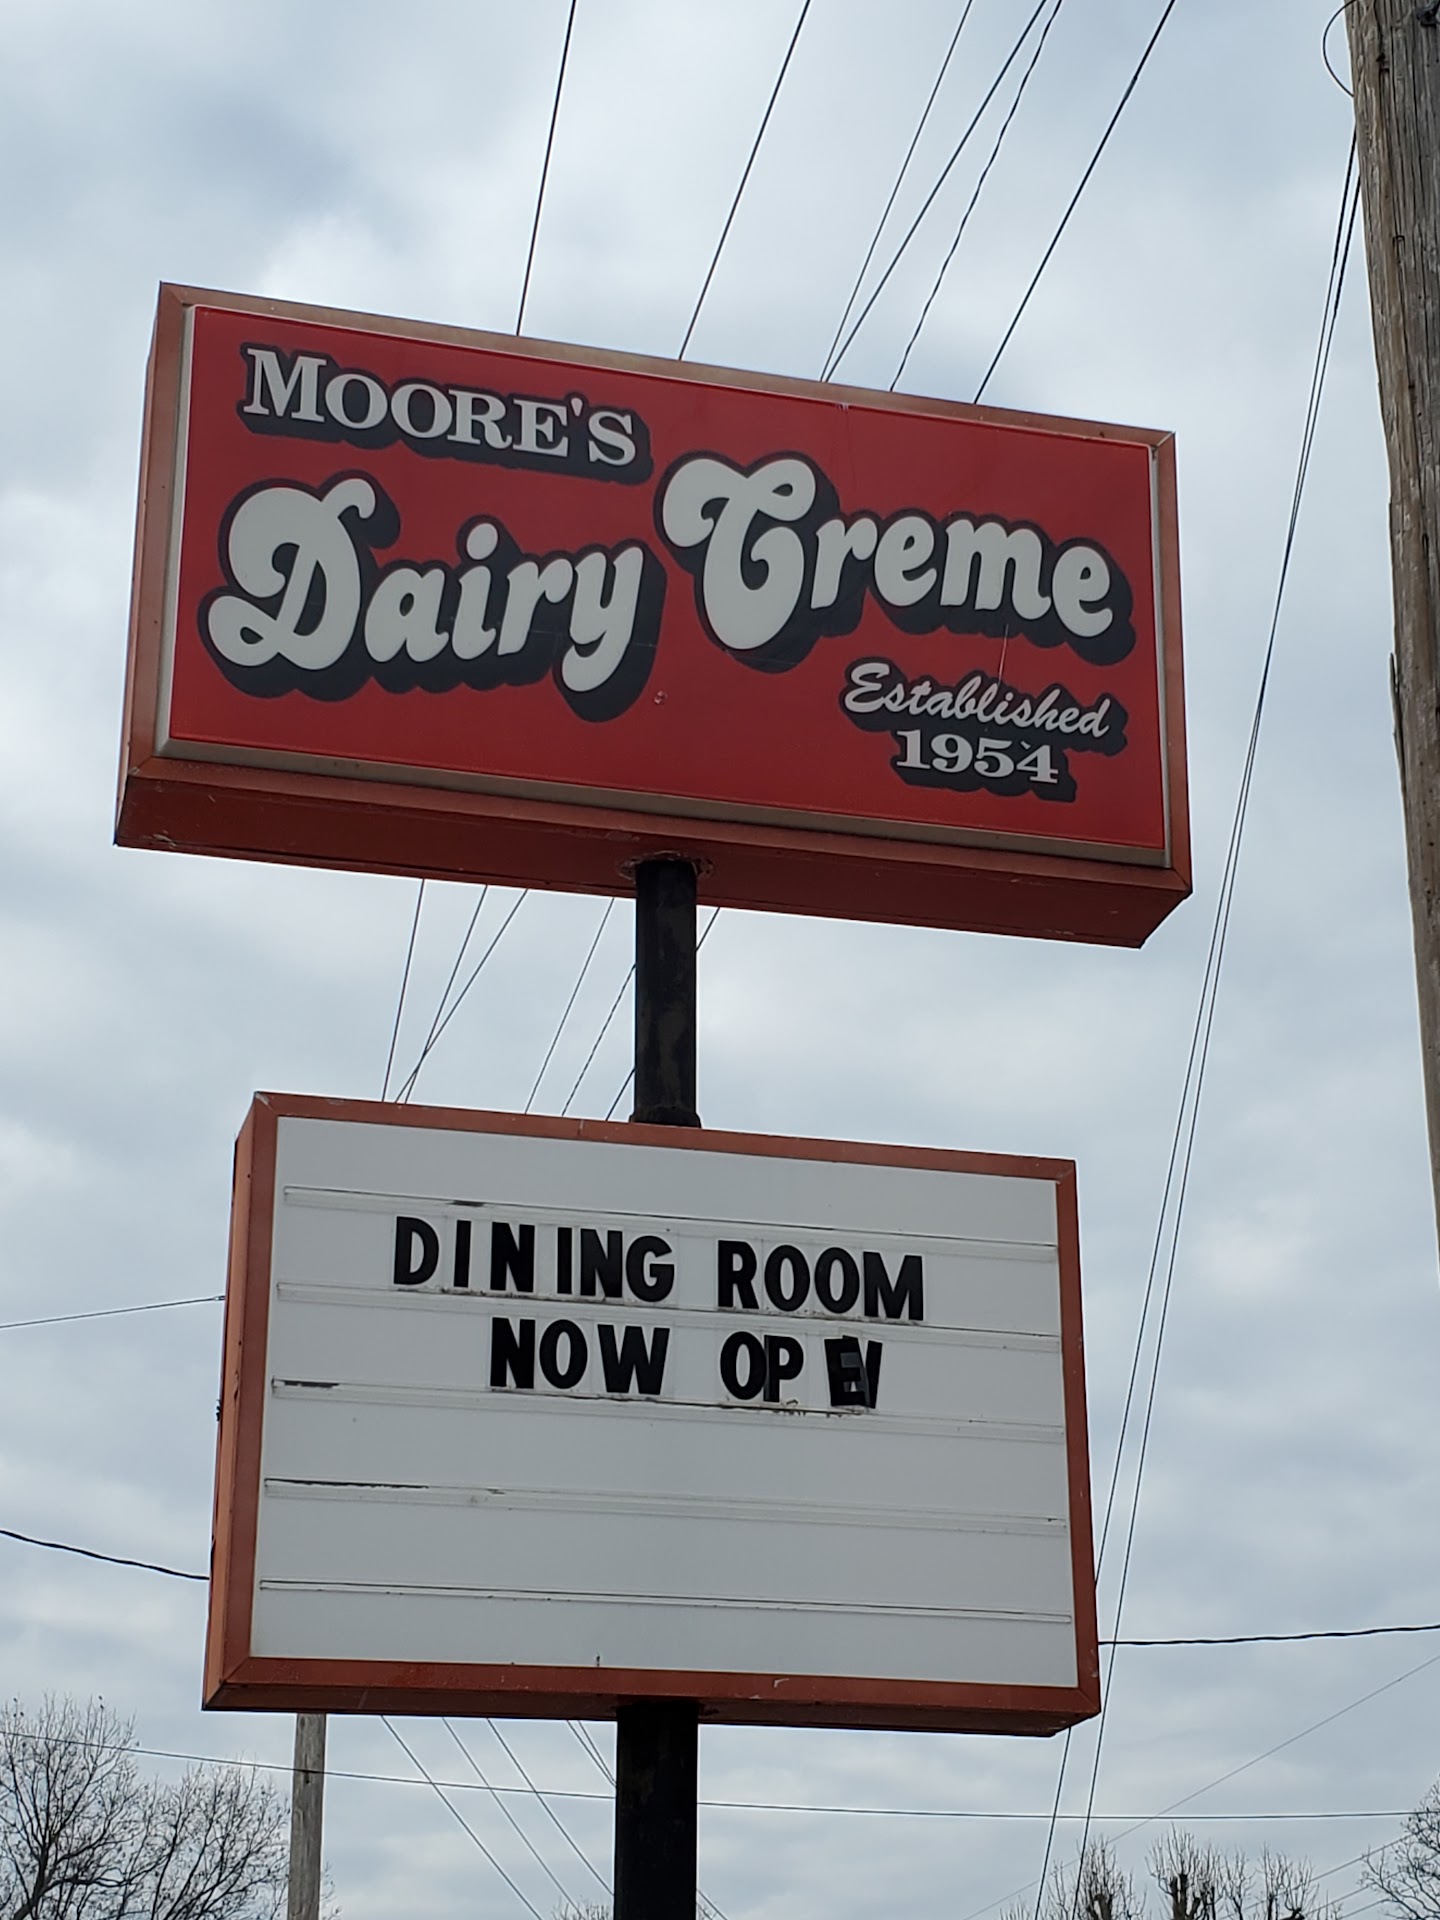 MOORE'S
Dairy Creme
Established
1954
DINING ROOM
NOW OPEN